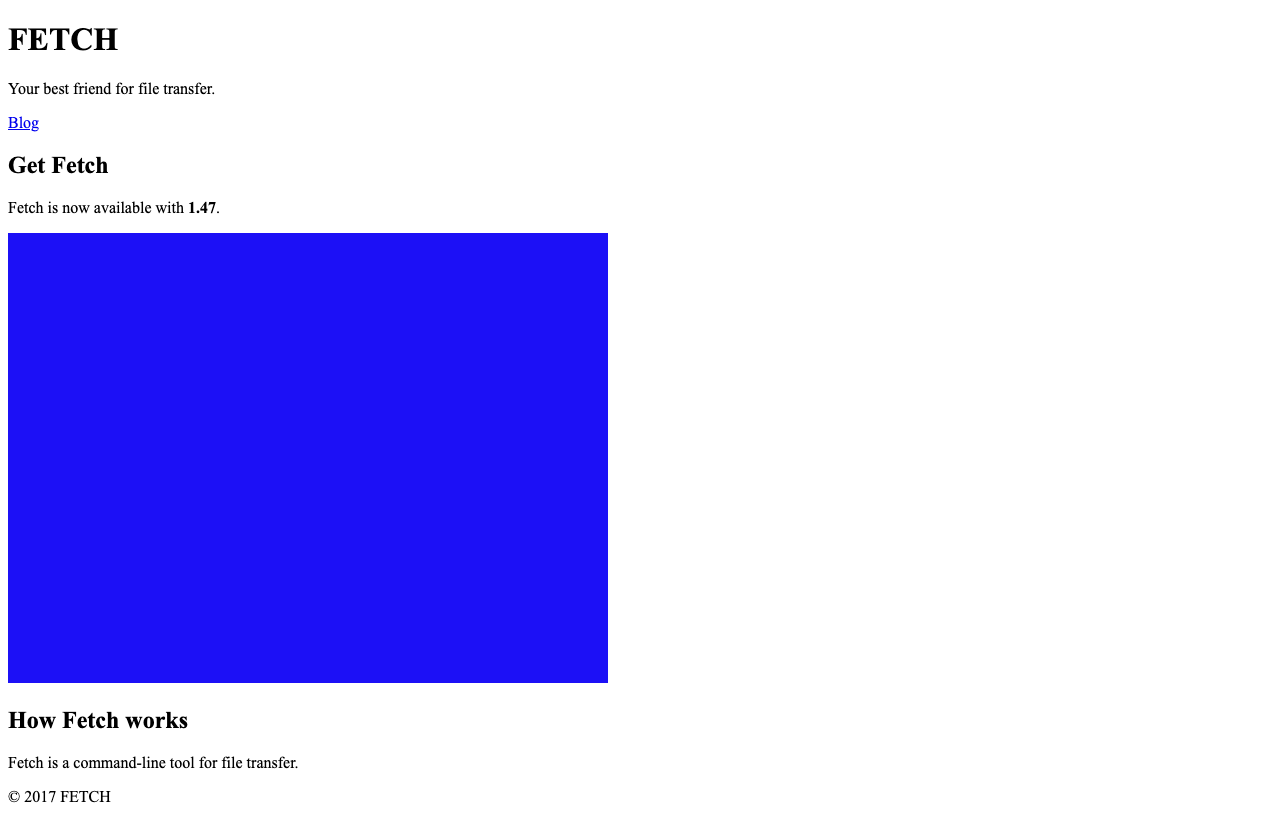 FETCH
Your best friend for file transfer.
Blog
Get Fetch
Fetch is now available with 1.47.
How Fetch works
Fetch is a command-line tool for file transfer.
© 2017 FETCH